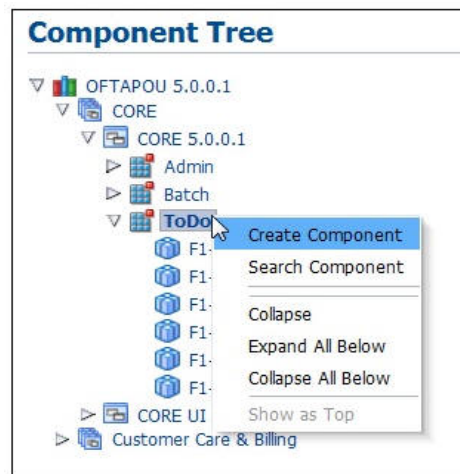 Component Tree
OFTAPOU 5.0.0.1
CORE
CORE 5.0.0.1
Admin
Batch
ToDo
Create Component
F1-
Search Component
F1-
F1-
Collapse
F1-
Expand All Below
F1-
Collapse All Below
F1-
CORE UI
Show as Top
Customer Care & Billing